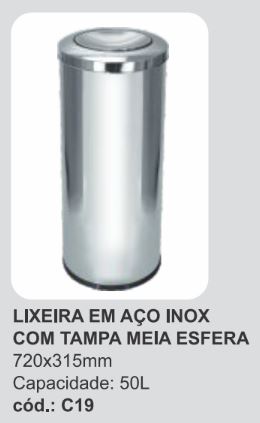 LIXEIRA EM AÇO INOX
COM TAMPA MEIA ESFERA
720x315mm
Capacidade: 50L
cód.: C19